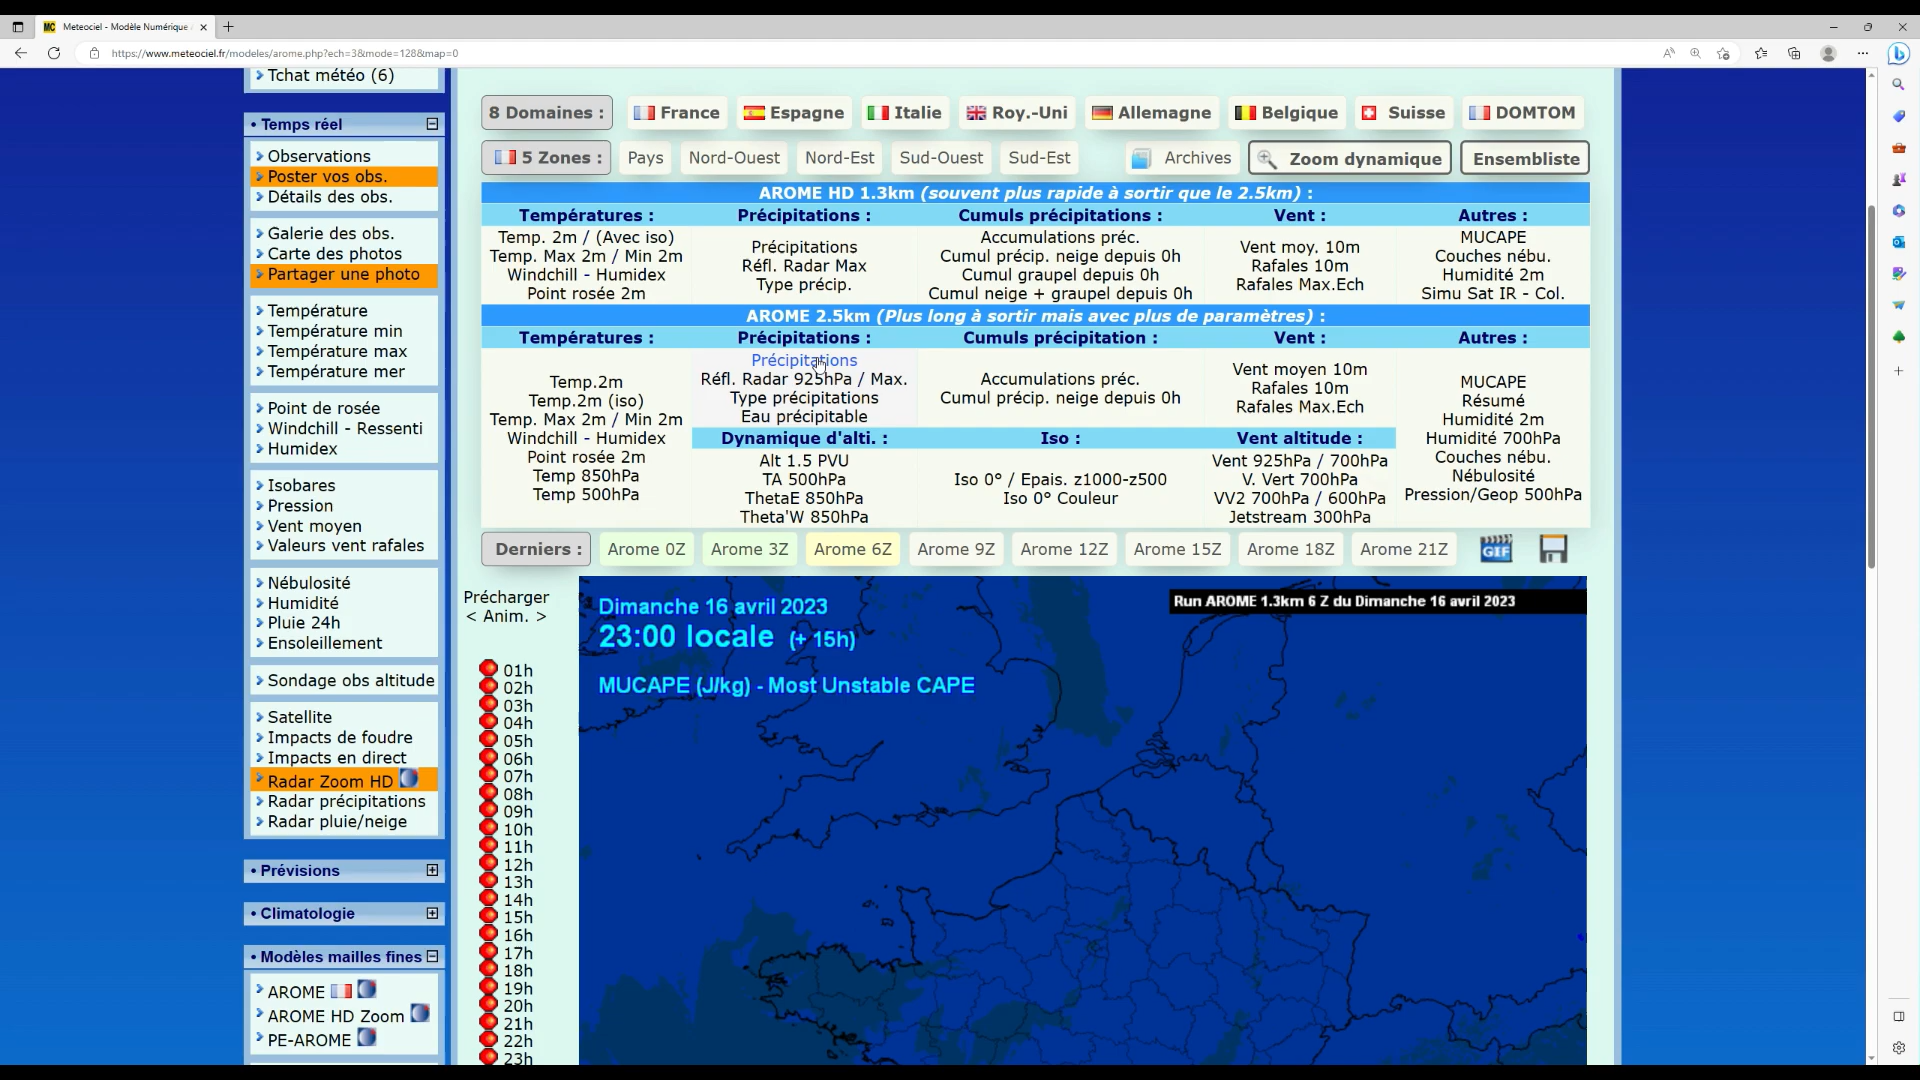 Meteociel - Modèle Numérique
https://www.meteociel.fr/modeles/arome.php?ech=3&mode=128&map=0
Tchat météo (6)
• Temps réel
Observations
Poster vos obs.
Détails des obs.
Galerie des obs.
Carte des photos
Partager une photo
Température
Température min
Température max
Température mer
Point de rosée
Windchill - Ressenti
Humidex
Isobares
Pression
Vent moyen
Valeurs vent rafales
Nébulosité
Humidité
Pluie 24h
Ensoleillement
Sondage obs altitude
Satellite
Impacts de foudre
Impacts en direct
Radar Zoom HD
Radar précipitations
Radar pluie/neige
• Prévisions
• Climatologie
• Modèles mailles fines
AROME
AROME HD Zoom
PE-AROME
8 Domaines : France Espagne Italie Roy.-Uni Allemagne Belgique Suisse DOMTOM
5 Zones : Pays Nord-Ouest Nord-Est Sud-Ouest Sud-Est Archives Zoom dynamique Ensembliste
AROME HD 1.3km (souvent plus rapide à sortir que le 2.5km) :
Températures : Précipitations : Cumuls précipitations : Vent : Autres :
Temp. 2m / (Avec iso)
Temp. Max 2m / Min 2m
Windchill - Humidex
Point rosée 2m
Précipitations
Réfl. Radar Max
Type précip.
Accumulations préc.
Cumul précip. neige depuis 0h
Cumul graupel depuis 0h
Cumul neige + graupel depuis 0h
Vent moy. 10m
Rafales 10m
Rafales Max.Ech
MUCAPE
Couches nébu.
Humidité 2m
Simu Sat IR - Col.
AROME 2.5km (Plus long à sortir mais avec plus de paramètres) :
Températures : Précipitations : Cumuls précipitation : Vent : Autres :
Temp.2m
Temp.2m (iso)
Temp. Max 2m / Min 2m
Windchill - Humidex
Point rosée 2m
Temp 850hPa
Temp 500hPa
Précipitations
Réfl. Radar 925hPa / Max.
Type précipitations
Eau précipitable
Accumulations préc.
Cumul précip. neige depuis 0h
Vent moyen 10m
Rafales 10m
Rafales Max.Ech
MUCAPE
Résumé
Humidité 2m
Humidité 700hPa
Couches nébu.
Nébulosité
Pression/Geop 500hPa
Dynamique d'alti. : Iso : Vent altitude :
Alt 1.5 PVU
TA 500hPa
ThetaE 850hPa
Theta'W 850hPa
Iso 0° / Epais. z1000-z500
Iso 0° Couleur
Vent 925hPa / 700hPa
V. Vert 700hPa
VV2 700hPa / 600hPa
Jetstream 300hPa
Derniers : Arome 0Z Arome 3Z Arome 6Z Arome 9Z Arome 12Z Arome 15Z Arome 18Z Arome 21Z GIF
Précharger
< Anim. >
01h
02h
03h
04h
05h
06h
07h
08h
09h
10h
11h
12h
13h
14h
15h
16h
17h
18h
19h
20h
21h
22h
23h
Dimanche 16 avril 2023
23:00 locale (+ 15h)
MUCAPE (J/kg) - Most Unstable CAPE
Run AROME 1.3km 6 Z du Dimanche 16 avril 2023